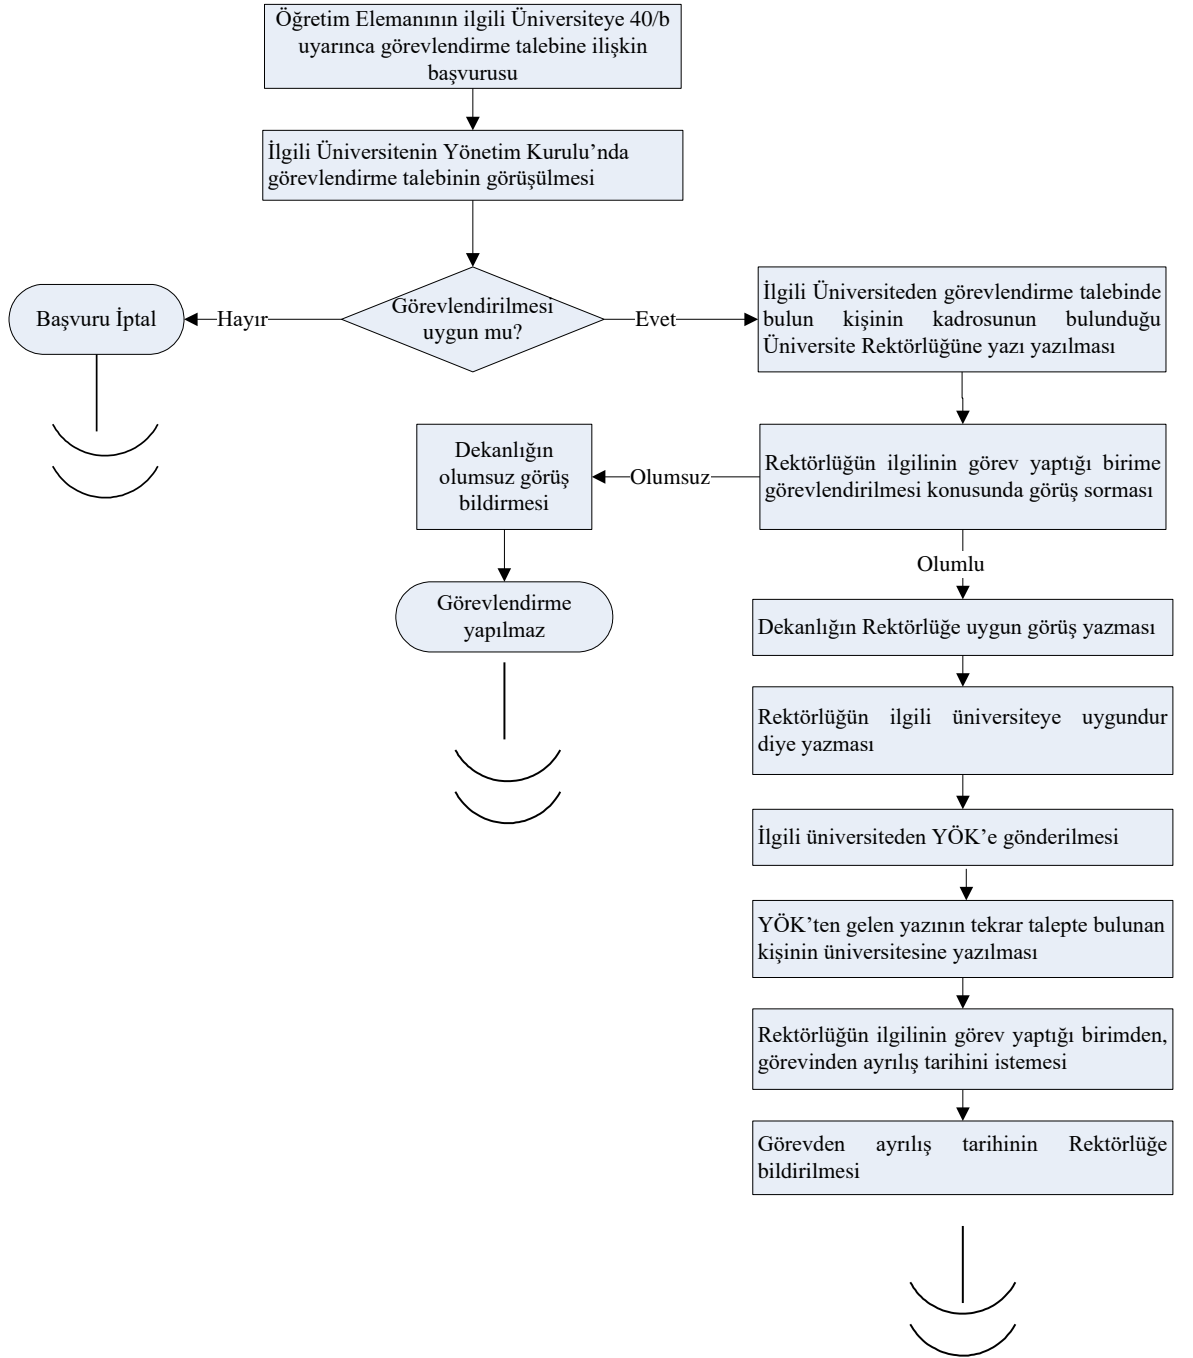 Öğretim Elemanının ilgili Üniversiteye 40/b
uyarınca görevlendirme talebine ilişkin
başvurusu
İlgili Üniversitenin Yönetim Kurulu’nda
görevlendirme talebinin görüşülmesi
Görevlendirilmesi
uygun mu?
Hayır
Başvuru İptal
Evet
İlgili Üniversiteden görevlendirme talebinde
bulun kişinin kadrosunun bulunduğu
Üniversite Rektörlüğüne yazı yazılması
Rektörlüğün ilgilinin görev yaptığı birime
görevlendirilmesi konusunda görüş sorması
Olumsuz
Dekanlığın
olumsuz görüş
bildirmesi
Görevlendirme
yapılmaz
Olumlu
Dekanlığın Rektörlüğe uygun görüş yazması
Rektörlüğün ilgili üniversiteye uygundur
diye yazması
İlgili üniversiteden YÖK’e gönderilmesi
YÖK’ten gelen yazının tekrar talepte bulunan
kişinin üniversitesine yazılması
Rektörlüğün ilgilinin görev yaptığı birimden,
görevinden ayrılış tarihini istemesi
Görevden ayrılış tarihinin Rektörlüğe
bildirilmesi